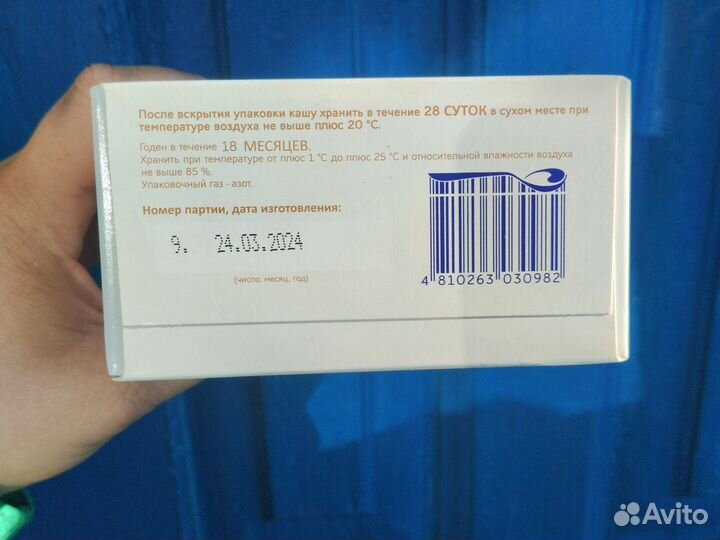 После вскрытия упаковки кашу хранить в течение 28 СУТОК в сухом месте при
температуре воздуха не выше плюс 20 °С.
Годен в течение 18 МЕСЯЦЕВ.
Хранить при температуре от плюс 1 °С до плюс 25 °С и относительной влажности воздуха
не выше 85 %.
Упаковочный газ - азот.
Номер партии, дата изготовления:
9. 24.03.2024
(число, месяц, год)
4 810263 030982
Avito